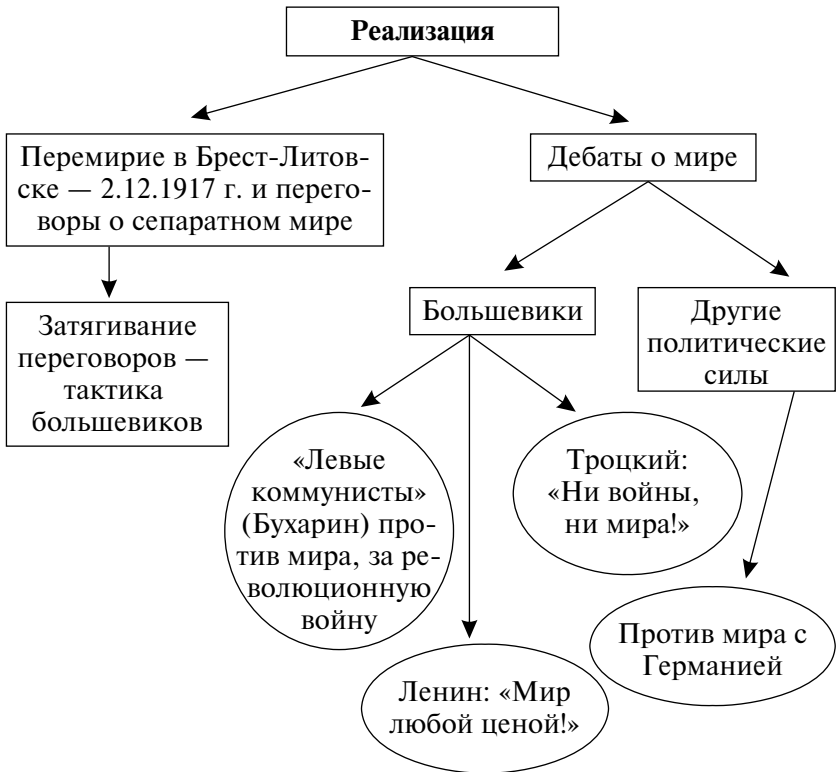 Реализация
Перемирие в Брест-Литов-
ске — 2.12.1917 г. и перего-
воры о сепаратном мире
Дебаты о мире
Затягивание
переговоров —
тактика
большевиков
Большевики
Другие
политические
силы
«Левые
коммунисты»
(Бухарин) про-
тив мира, за ре-
волюционную
войну
Троцкий:
«Ни войны,
ни мира!»
Против мира с
Германией
Ленин: «Мир
любой ценой!»